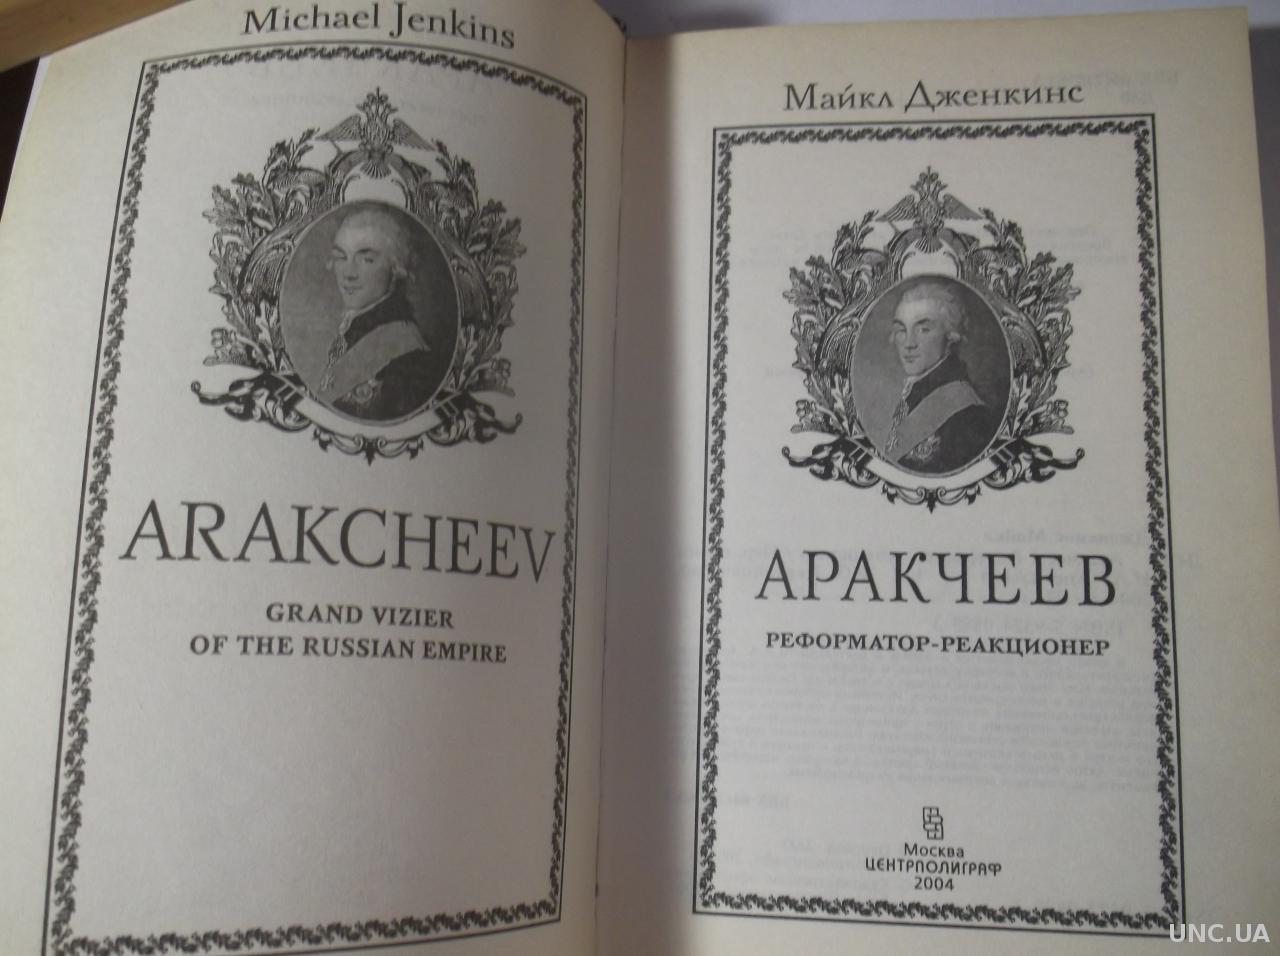 Michael Jenkins
ARAKCHEEV
GRAND VIZIER
OF THE RUSSIAN EMPIRE
Майкл Дженкинс
АРАКЧЕЕВ
РЕФОРМАТОР-РЕАКЦИОНЕР
Москва
ЦЕНТРПОЛИГРАФ
2004
UNC.UA